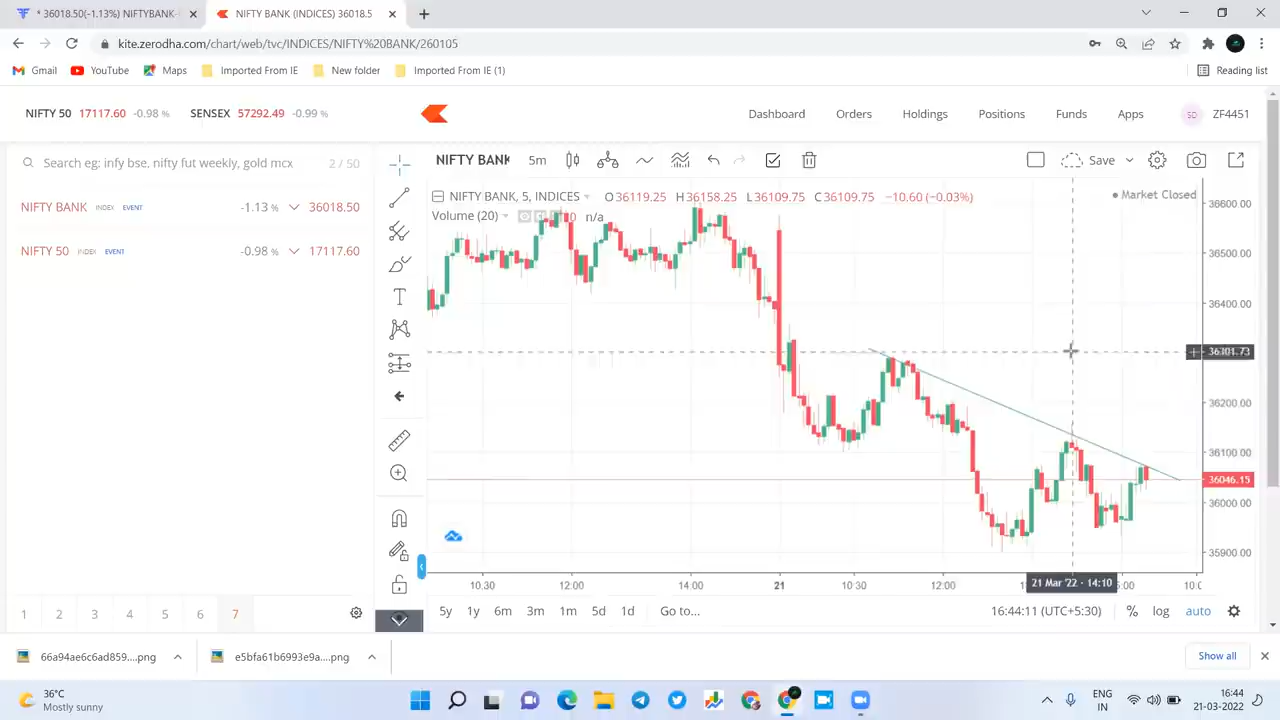 * 36018.50(-1.13%) NIFTYBANK-
NIFTY BANK (INDICES) 36018.5
kite.zerodha.com/chart/web/tvc/INDICES/NIFTY%20BANK/260105
Gmail
YouTube
Maps
Imported From IE
New folder
Imported From IE (1)
Reading list
NIFTY 50 17117.60 -0.98 %
SENSEX 57292.49 -0.99 %
Dashboard
Orders
Holdings
Positions
Funds
Apps
SD
ZF4451
Search eg: infy bse, nifty fut weekly, gold mcx
2 / 50
NIFTY BANK INDEX EVENT -1.13 % 36018.50
NIFTY 50 INDEX EVENT -0.98 % 17117.60
NIFTY BANK
5m
Save
NIFTY BANK, 5, INDICES O36119.25 H36158.25 L36109.75 C36109.75 −10.60 (−0.03%)
Market Closed
Volume (20) n/a
36600.00
36500.00
36400.00
36301.73
36200.00
36100.00
36046.15
36000.00
35900.00
10:30
12:00
14:00
21
10:30
12:00
21 Mar '22 - 14:10
10:0
5y 1y 6m 3m 1m 5d 1d Go to...
16:44:11 (UTC+5:30)
%
log
auto
1 2 3 4 5 6 7
66a94ae6c6ad859....png
e5bfa61b6993e9a....png
Show all
36°C
Mostly sunny
ENG
IN
16:44
21-03-2022